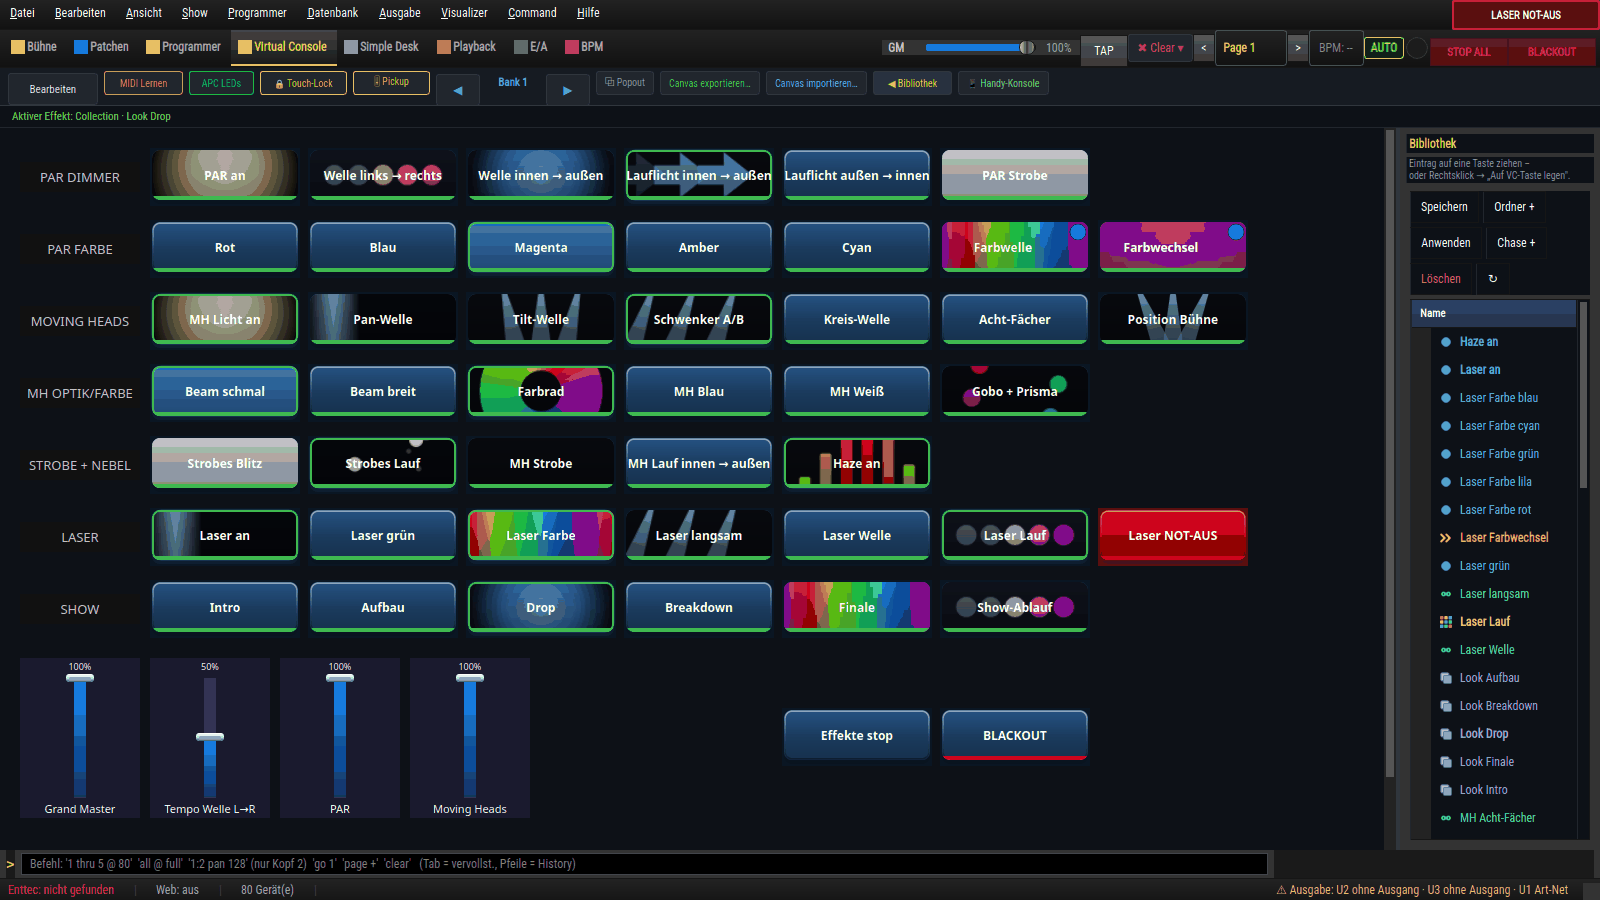 Datei Bearbeiten Ansicht Show Programmer Datenbank Ausgabe Visualizer Command Hilfe
LASER NOT-AUS
Bühne Patchen Programmer Virtual Console Simple Desk Playback E/A BPM
GM 100% TAP ✖ Clear ▾ < Page 1 > BPM: -- AUTO STOP ALL BLACKOUT
Bearbeiten MIDI Lernen APC LEDs Touch-Lock Pickup ◀ Bank 1 ▶ Popout Canvas exportieren... Canvas importieren... ◀ Bibliothek Handy-Konsole
Aktiver Effekt: Collection · Look Drop
PAR DIMMER PAR an Welle links → rechts Welle innen → außen Lauflicht innen → außen Lauflicht außen → innen PAR Strobe
PAR FARBE Rot Blau Magenta Amber Cyan Farbwelle Farbwechsel
MOVING HEADS MH Licht an Pan-Welle Tilt-Welle Schwenker A/B Kreis-Welle Acht-Fächer Position Bühne
MH OPTIK/FARBE Beam schmal Beam breit Farbrad MH Blau MH Weiß Gobo + Prisma
STROBE + NEBEL Strobes Blitz Strobes Lauf MH Strobe MH Lauf innen → außen Haze an
LASER Laser an Laser grün Laser Farbe Laser langsam Laser Welle Laser Lauf Laser NOT-AUS
SHOW Intro Aufbau Drop Breakdown Finale Show-Ablauf
100% 50% 100% 100%
Grand Master Tempo Welle L→R PAR Moving Heads
Effekte stop BLACKOUT
Bibliothek
Eintrag auf eine Taste ziehen –
oder Rechtsklick → „Auf VC-Taste legen".
Speichern Ordner +
Anwenden Chase +
Löschen ↻
Name
Haze an
Laser an
Laser Farbe blau
Laser Farbe cyan
Laser Farbe grün
Laser Farbe lila
Laser Farbe rot
Laser Farbwechsel
Laser grün
Laser langsam
Laser Lauf
Laser Welle
Look Aufbau
Look Breakdown
Look Drop
Look Finale
Look Intro
MH Acht-Fächer
> Befehl: '1 thru 5 @ 80' 'all @ full' '1:2 pan 128' (nur Kopf 2) 'go 1' 'page +' 'clear' (Tab = vervollst., Pfeile = History)
Enttec: nicht gefunden Web: aus 80 Gerät(e)
⚠ Ausgabe: U2 ohne Ausgang · U3 ohne Ausgang · U1 Art-Net